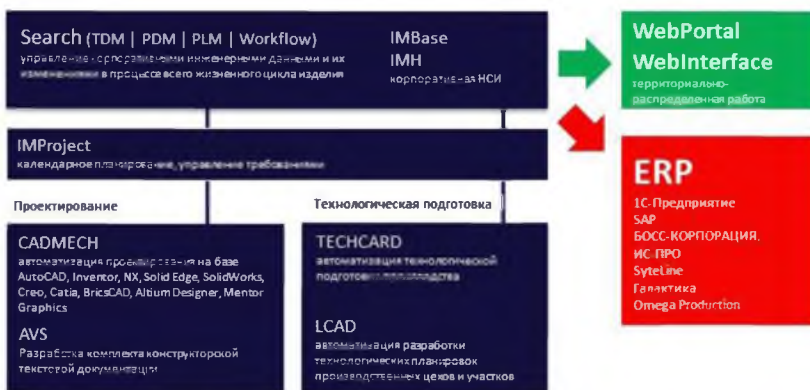 Search (TDM | PDM | PLM | Workflow)
управление корпоративными инженерными данными и их
изменениями в процессе всего жизненного цикла изделия
IMBase
IMH
корпоративная НСИ
WebPortal
WebInterface
территориально-
распределенная работа
IMProject
календарное планирование, управление требованиями
ERP
1С-Предприятие
SAP
БОСС-КОРПОРАЦИЯ,
ИС-ПРО
SyteLine
Галактика
Omega Production
Проектирование
CADMECH
автоматизация проектирования на базе
AutoCAD, Inventor, NX, Solid Edge, SolidWorks,
Creo, Catia, BricsCAD, Altium Designer, Mentor
Graphics
AVS
Разработка комплекта конструкторской
текстовой документации
Технологическая подготовка
TECHCARD
автоматизация технологической
подготовки производства
LCAD
автоматизация разработки
технологических планировок
производственных цехов и участков